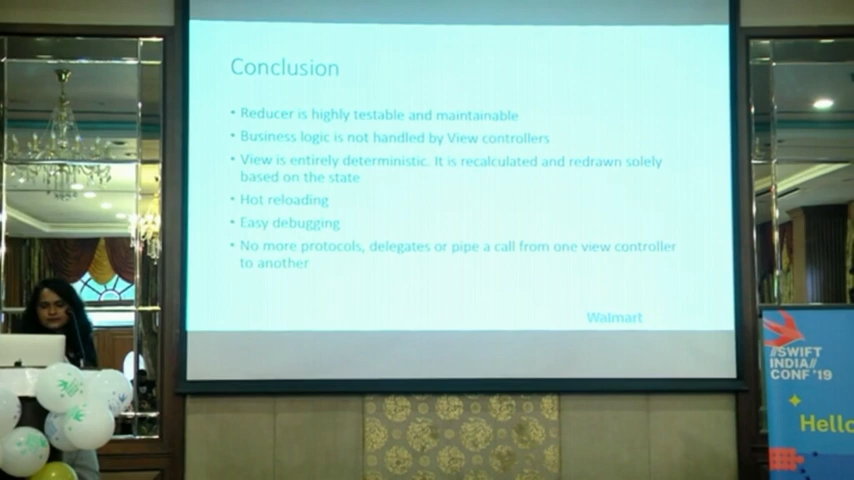 Conclusion
• Reducer is highly testable and maintainable
• Business logic is not handled by View controllers
• View is entirely deterministic. It is recalculated and redrawn solely
based on the state
• Hot reloading
• Easy debugging
• No more protocols, delegates or pipe a call from one view controller
to another
Walmart
//SWIFT
INDIA//
CONF '19
Hello